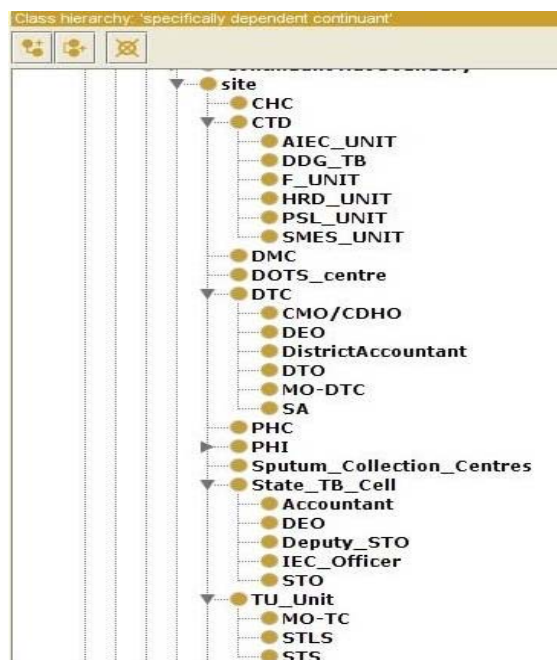 Class hierarchy: 'specifically dependent continuant'
site
CHC
CTD
AIEC_UNIT
DDG_TB
F_UNIT
HRD_UNIT
PSL_UNIT
SMES_UNIT
DMC
DOTS_centre
DTC
CMO/CDHO
DEO
DistrictAccountant
DTO
MO-DTC
SA
PHC
PHI
Sputum_Collection_Centres
State_TB_Cell
Accountant
DEO
Deputy_STO
IEC_Officer
STO
TU_Unit
MO-TC
STLS
STS